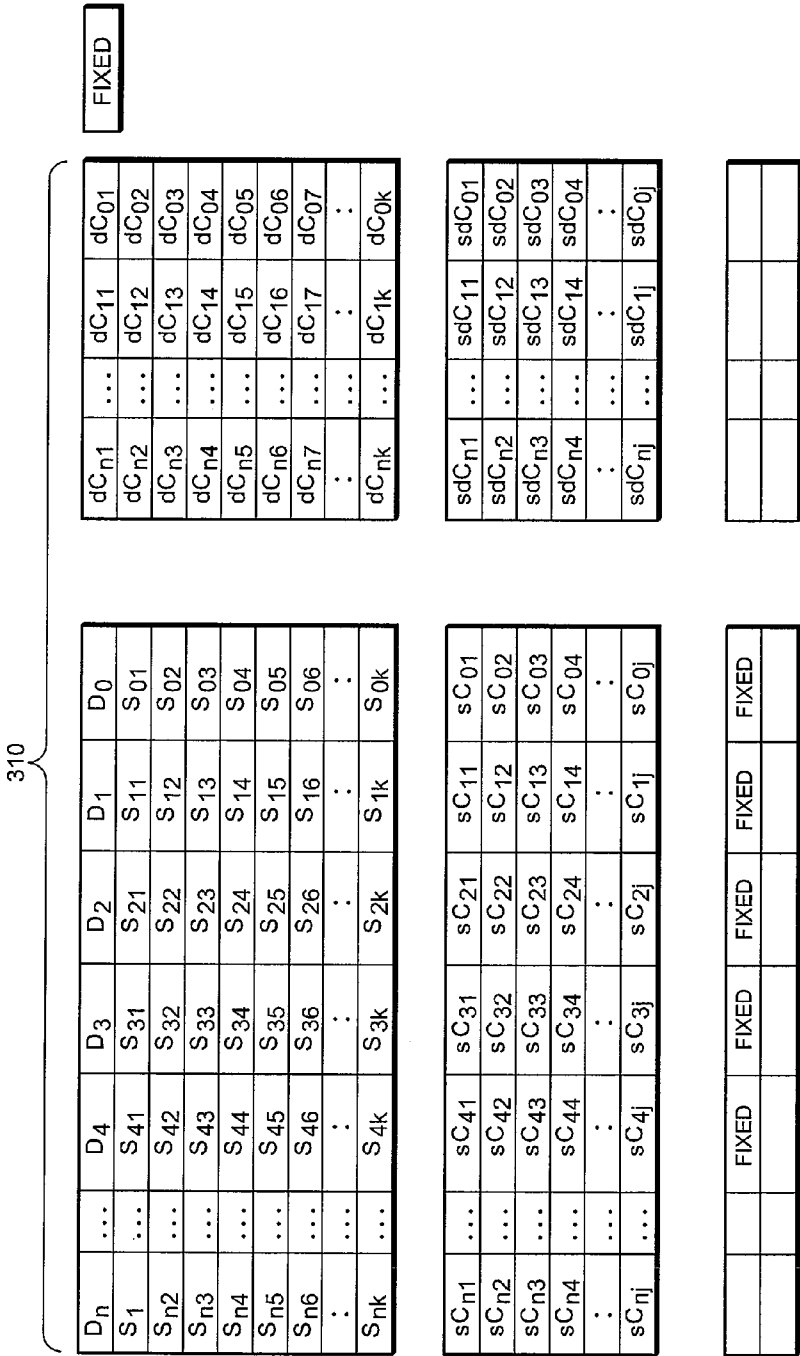 310
Dn ... D4 D3 D2 D1 D0 dCn1 ... dC11 dC01 FIXED
S1 ... S41 S31 S21 S11 S01 dCn2 ... dC12 dC02
Sn2 ... S42 S32 S22 S12 S02 dCn3 ... dC13 dC03
Sn3 ... S43 S33 S23 S13 S03 dCn4 ... dC14 dC04
Sn4 ... S44 S34 S24 S14 S04 dCn5 ... dC15 dC05
Sn5 ... S45 S35 S25 S15 S05 dCn6 ... dC16 dC06
Sn6 ... S46 S36 S26 S16 S06 dCn7 ... dC17 dC07
: ... : : : : : : ... : :
Snk ... S4k S3k S2k S1k S0k dCnk ... dC1k dC0k
sCn1 ... sC41 sC31 sC21 sC11 sC01 sdCn1 ... sdC11 sdC01
sCn2 ... sC42 sC32 sC22 sC12 sC02 sdCn2 ... sdC12 sdC02
sCn3 ... sC43 sC33 sC23 sC13 sC03 sdCn3 ... sdC13 sdC03
sCn4 ... sC44 sC34 sC24 sC14 sC04 sdCn4 ... sdC14 sdC04
: ... : : : : : : ... : :
sCnj ... sC4j sC3j sC2j sC1j sC0j sdCnj ... sdC1j sdC0j
FIXED FIXED FIXED FIXED FIXED